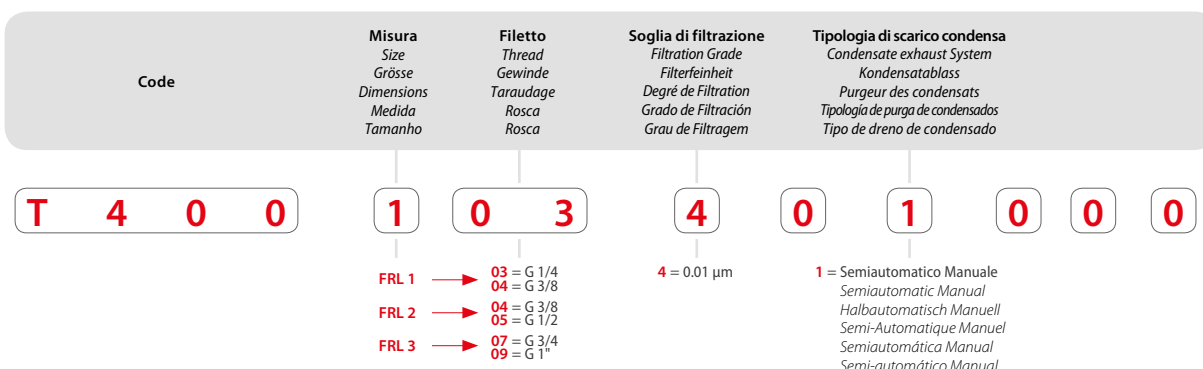 Code
Misura
Size
Grösse
Dimensions
Medida
Tamanho
Filetto
Thread
Gewinde
Taraudage
Rosca
Rosca
Soglia di filtrazione
Filtration Grade
Filterfeinheit
Degré de Filtration
Grado de Filtración
Grau de Filtragem
Tipologia di scarico condensa
Condensate exhaust System
Kondensatablass
Purgeur des condensats
Tipología de purga de condensados
Tipo de dreno de condensado
T 4 0 0 1 0 3 4 0 1 0 0 0
FRL 1
03 = G 1/4
04 = G 3/8
FRL 2
04 = G 3/8
05 = G 1/2
FRL 3
07 = G 3/4
09 = G 1"
4 = 0.01 μm
1 = Semiautomatico Manuale
Semiautomatic Manual
Halbautomatisch Manuell
Semi-Automatique Manuel
Semiautomática Manual
Semi-automático Manual